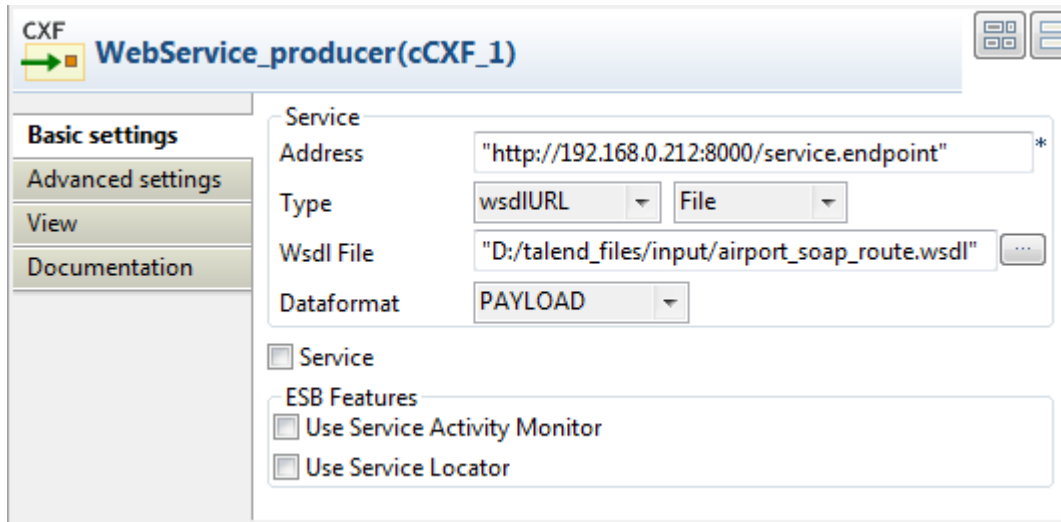 CXF
WebService_producer(cCXF_1)
Basic settings
Advanced settings
View
Documentation
Service
Address "http://192.168.0.212:8000/service.endpoint" *
Type wsdlURL File
Wsdl File "D:/talend_files/input/airport_soap_route.wsdl" ...
Dataformat PAYLOAD
Service
ESB Features
Use Service Activity Monitor
Use Service Locator